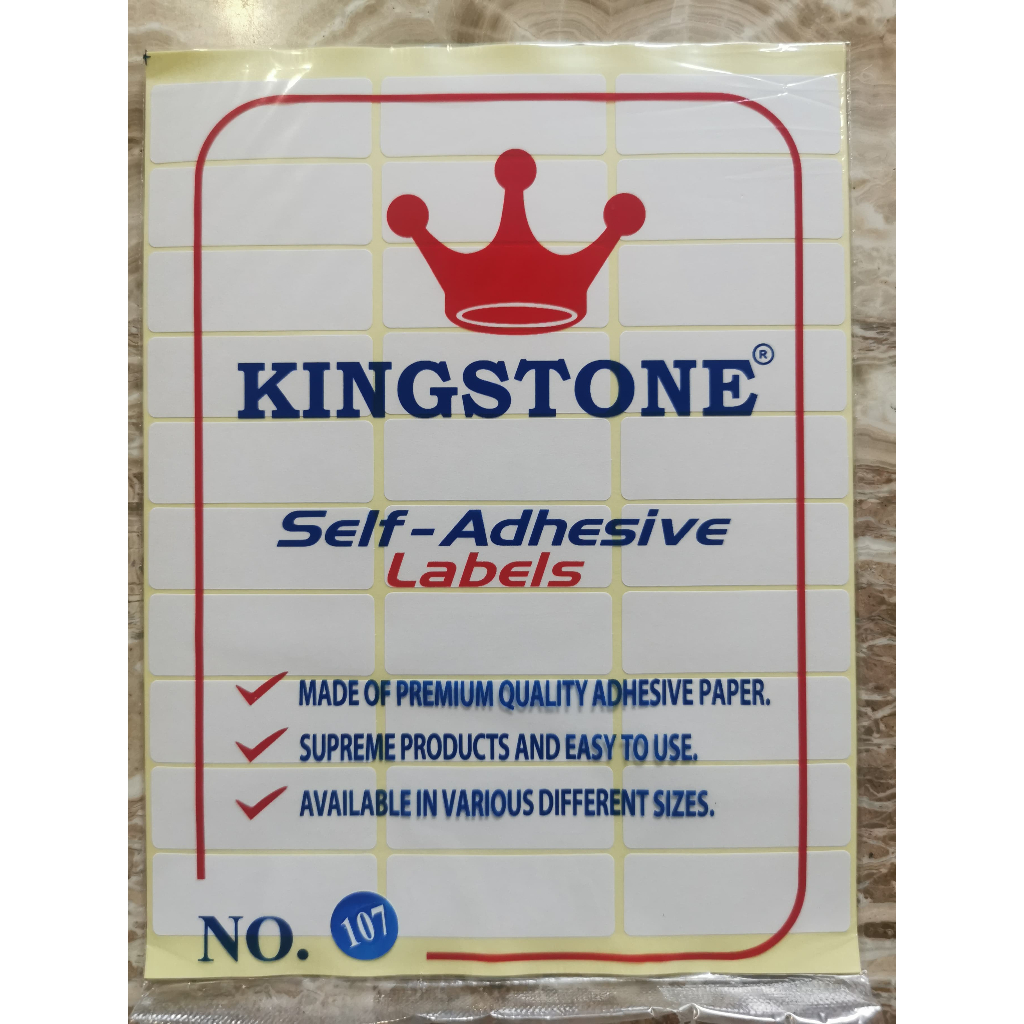 KINGSTONE®
Self-Adhesive
Labels
MADE OF PREMIUM QUALITY ADHESIVE PAPER.
SUPREME PRODUCTS AND EASY TO USE.
AVAILABLE IN VARIOUS DIFFERENT SIZES.
NO. 107